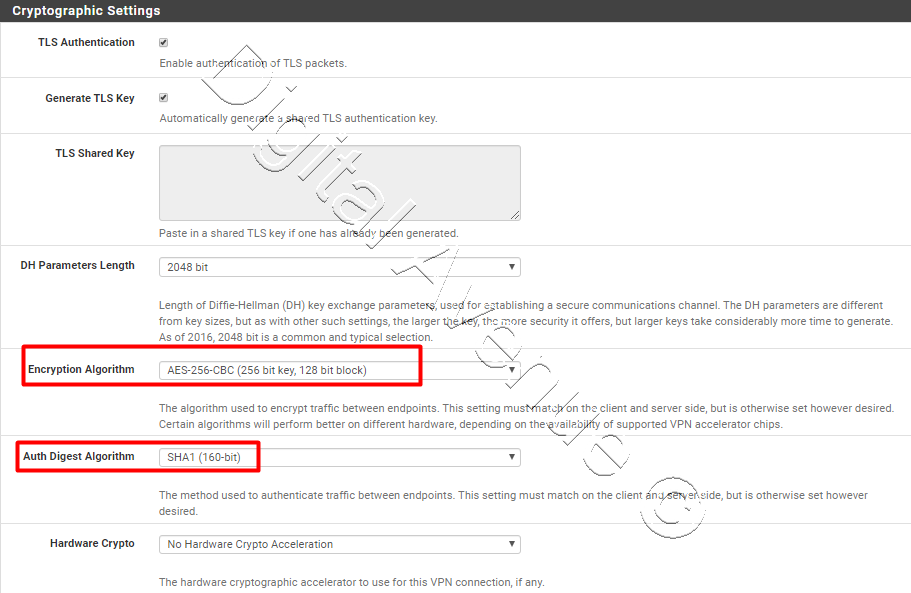 Cryptographic Settings
TLS Authentication
Enable authentication of TLS packets.
Generate TLS Key
Automatically generate a shared TLS authentication key.
TLS Shared Key
Paste in a shared TLS key if one has already been generated.
DH Parameters Length
2048 bit
Length of Diffie-Hellman (DH) key exchange parameters, used for establishing a secure communications channel. The DH parameters are different
from key sizes, but as with other such settings, the larger the key, the more security it offers, but larger keys take considerably more time to generate.
As of 2016, 2048 bit is a common and typical selection.
Encryption Algorithm
AES-256-CBC (256 bit key, 128 bit block)
The algorithm used to encrypt traffic between endpoints. This setting must match on the client and server side, but is otherwise set however desired.
Certain algorithms will perform better on different hardware, depending on the availability of supported VPN accelerator chips.
Auth Digest Algorithm
SHA1 (160-bit)
The method used to authenticate traffic between endpoints. This setting must match on the client and server side, but is otherwise set however
desired.
Hardware Crypto
No Hardware Crypto Acceleration
The hardware cryptographic accelerator to use for this VPN connection, if any.